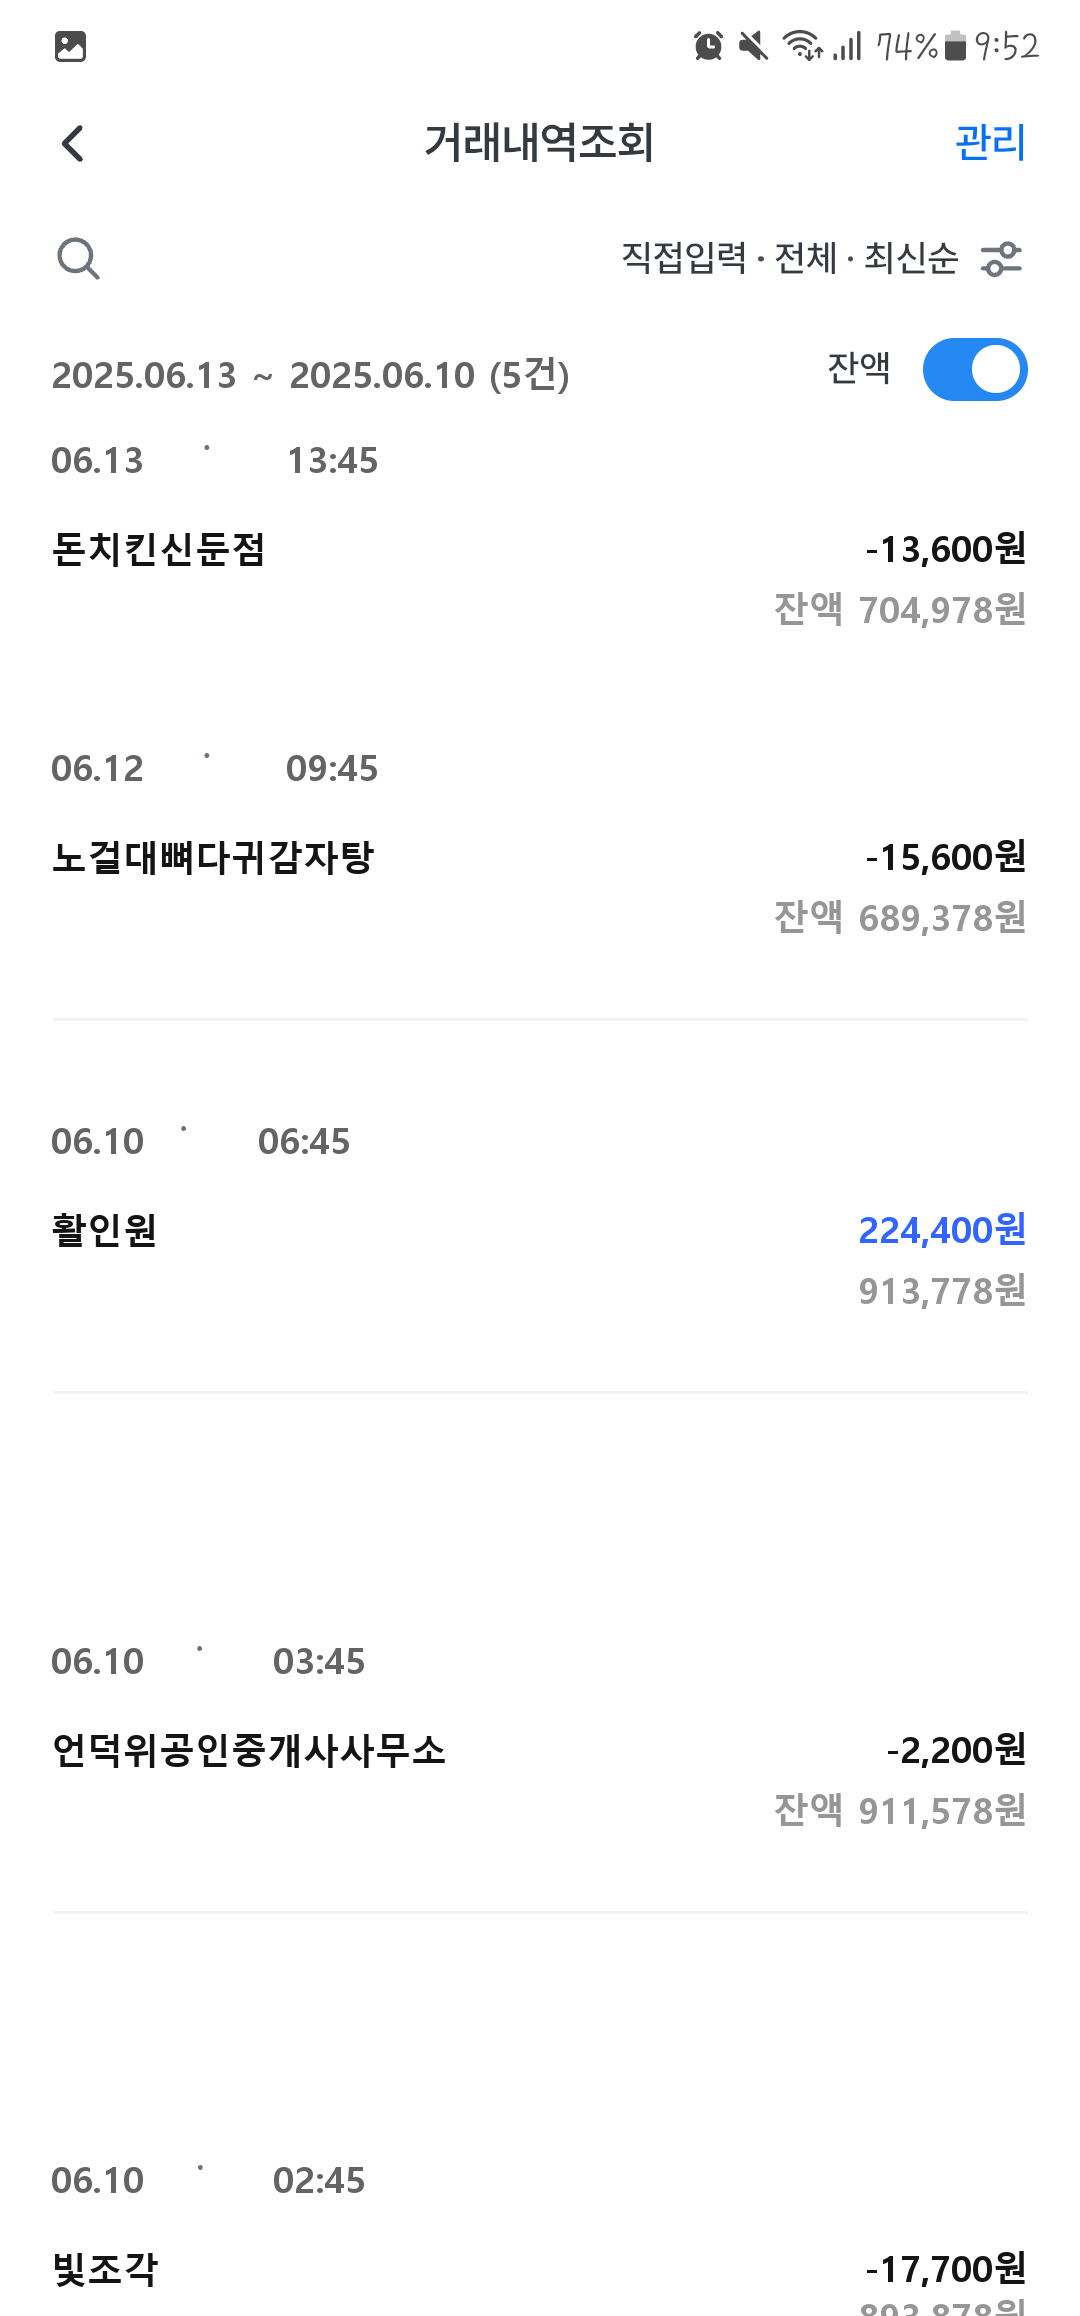 74% 9:52
거래내역조회 관리
직접입력 · 전체 · 최신순
2025.06.13 ~ 2025.06.10 (5건) 잔액
06.13 · 13:45
돈치킨신둔점 -13,600원
잔액 704,978원
06.12 · 09:45
노걸대뼈다귀감자탕 -15,600원
잔액 689,378원
06.10 · 06:45
활인원 224,400원
913,778원
06.10 · 03:45
언덕위공인중개사사무소 -2,200원
잔액 911,578원
06.10 · 02:45
빛조각 -17,700원
893,878원